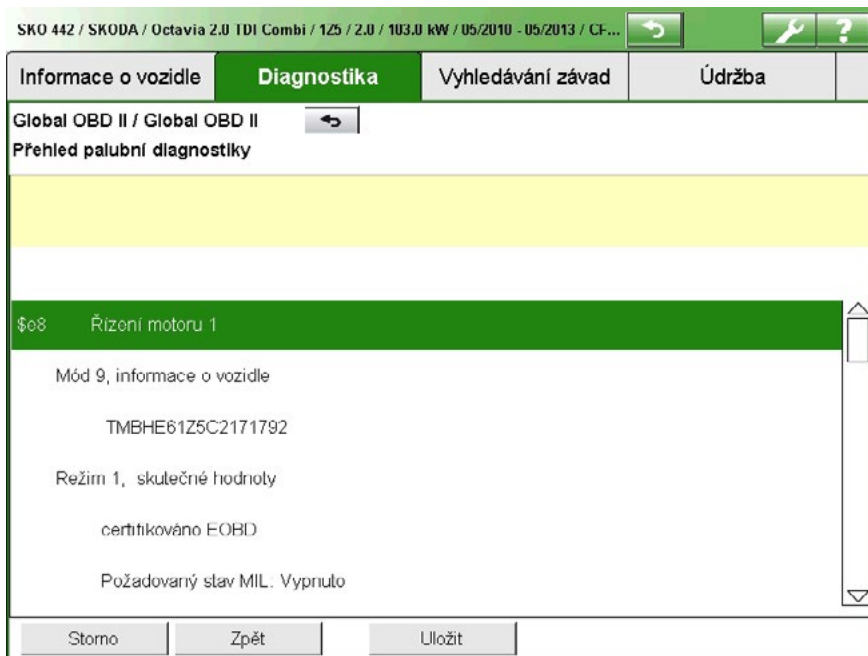 SKO 442 / SKODA / Octavia 2.0 TDI Combi / 1Z5 / 2.0 / 103.0 kW / 05/2010 - 05/2013 / CF...
?
Informace o vozidle
Diagnostika
Vyhledávání závad
Údržba
Global OBD II / Global OBD II
Přehled palubní diagnostiky
$e8 Řízení motoru 1
Mód 9, informace o vozidle
TMBHE61Z5C2171792
Režim 1, skutečné hodnoty
certifikováno EOBD
Požadovaný stav MIL: Vypnuto
Storno
Zpět
Uložit